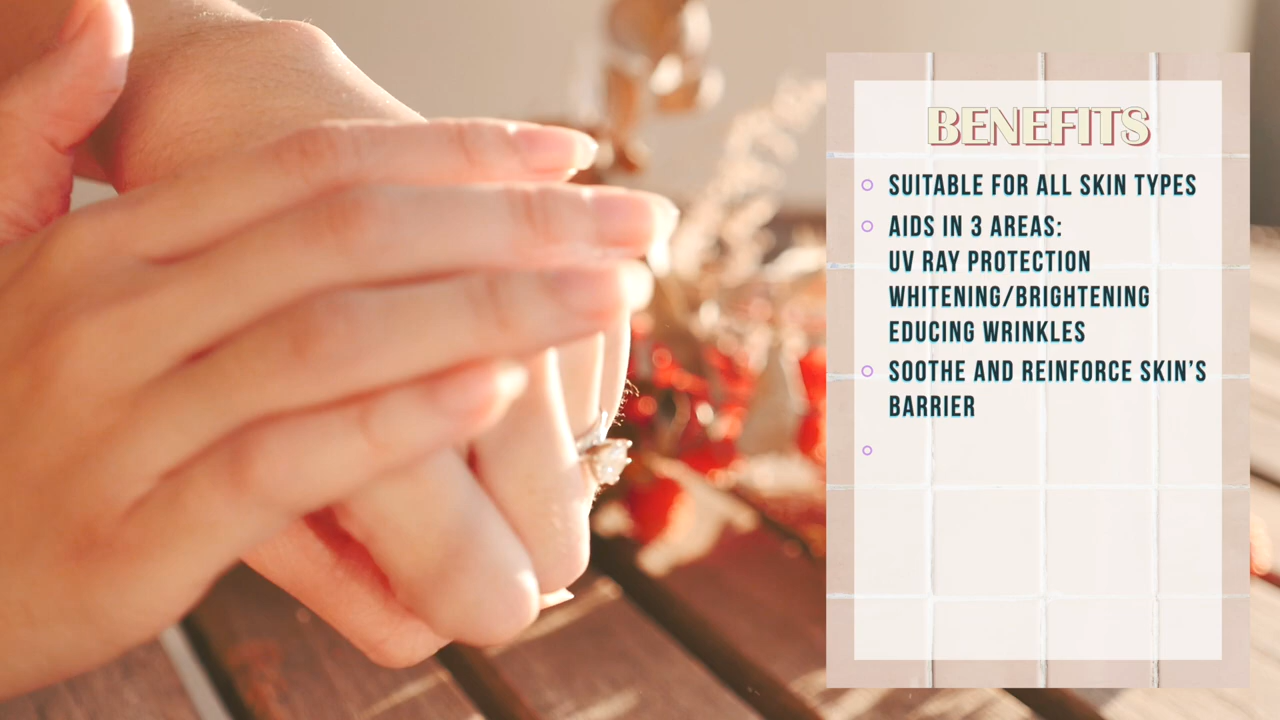 BENEFITS
SUITABLE FOR ALL SKIN TYPES
AIDS IN 3 AREAS:
UV RAY PROTECTION
WHITENING/BRIGHTENING
EDUCING WRINKLES
SOOTHE AND REINFORCE SKIN'S
BARRIER